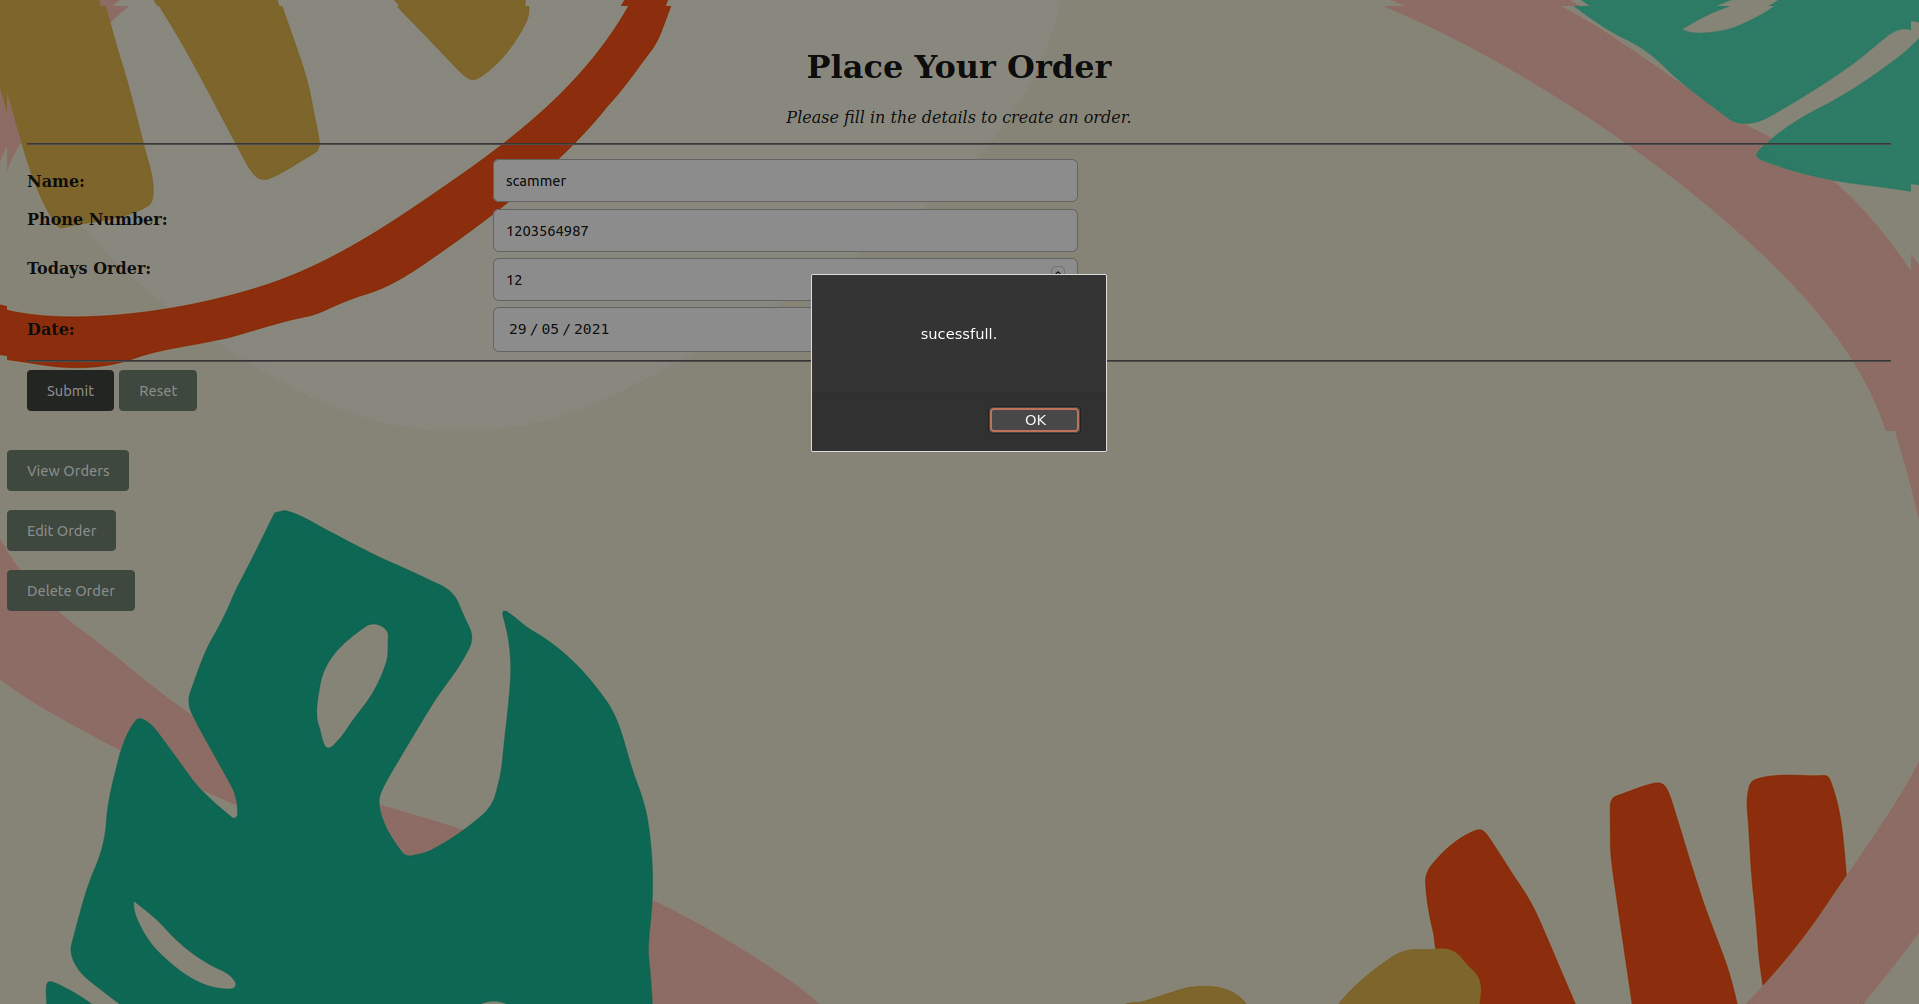 Place Your Order
Please fill in the details to create an order.
Name: scammer
Phone Number: 1203564987
Todays Order: 12
Date: 29 / 05 / 2021
sucessfull.
OK
Submit Reset
View Orders
Edit Order
Delete Order